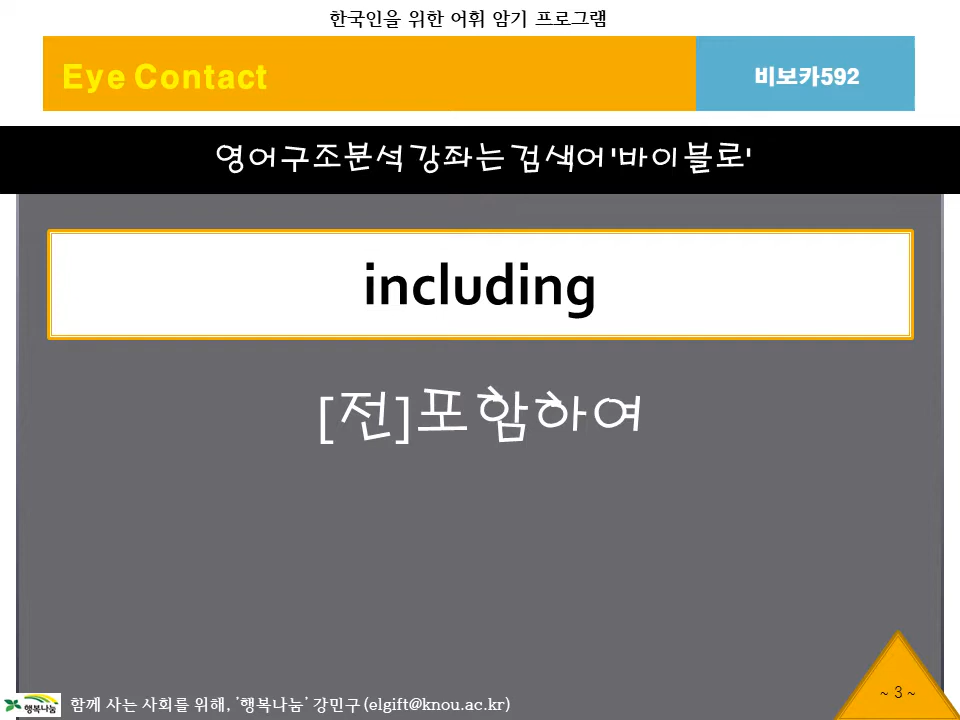 한국인을 위한 어휘 암기 프로그램
Eye Contact
비보카592
영어구조분석 강좌는 검색어 '바이블로'
including
[전]포함하여
~ 3 ~
행복나눔
함께 사는 사회를 위해, '행복나눔' 강민구 (elgift@knou.ac.kr)